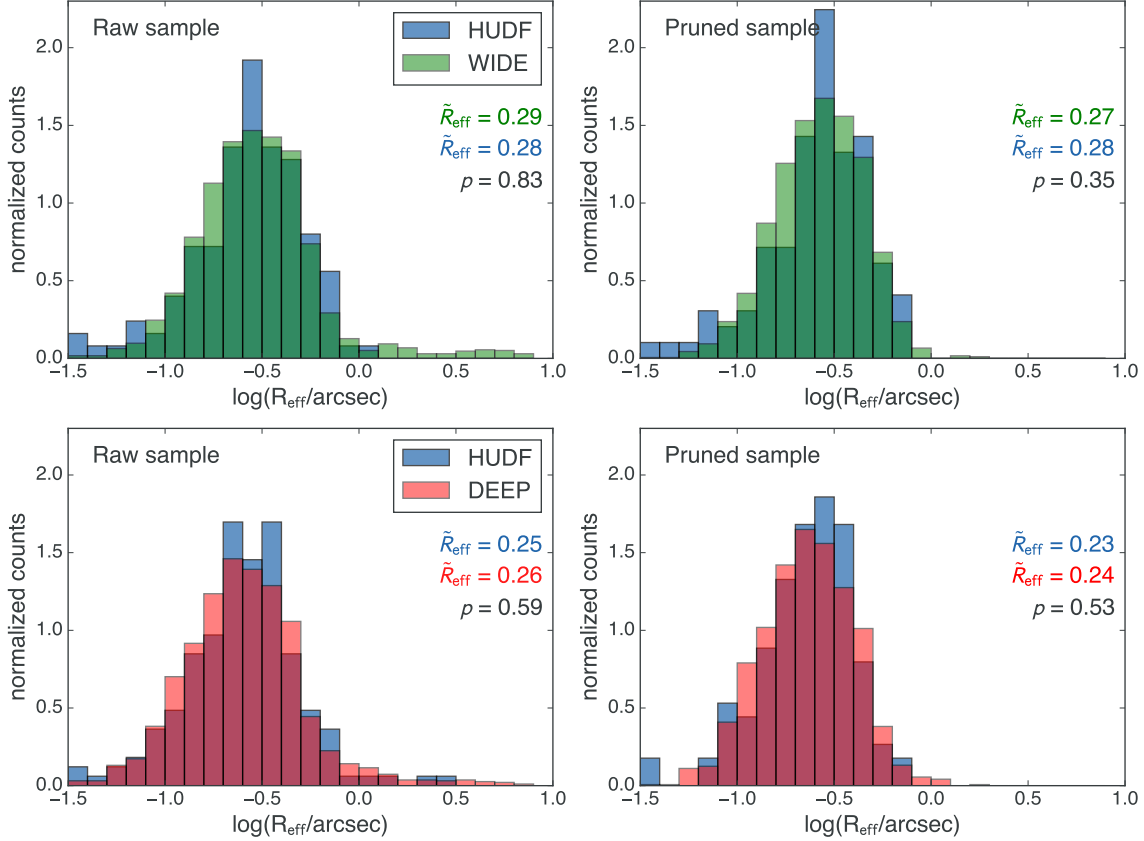 Raw sample
HUDF
WIDE
R̃eff = 0.29
R̃eff = 0.28
p = 0.83
normalized counts
2.0
1.5
1.0
0.5
0.0
−1.5 −1.0 −0.5 0.0 0.5 1.0
log(Reff/arcsec)
Pruned sample
R̃eff = 0.27
R̃eff = 0.28
p = 0.35
normalized counts
2.0
1.5
1.0
0.5
0.0
−1.5 −1.0 −0.5 0.0 0.5 1.0
log(Reff/arcsec)
Raw sample
HUDF
DEEP
R̃eff = 0.25
R̃eff = 0.26
p = 0.59
normalized counts
2.0
1.5
1.0
0.5
0.0
−1.5 −1.0 −0.5 0.0 0.5 1.0
log(Reff/arcsec)
Pruned sample
R̃eff = 0.23
R̃eff = 0.24
p = 0.53
normalized counts
2.0
1.5
1.0
0.5
0.0
−1.5 −1.0 −0.5 0.0 0.5 1.0
log(Reff/arcsec)